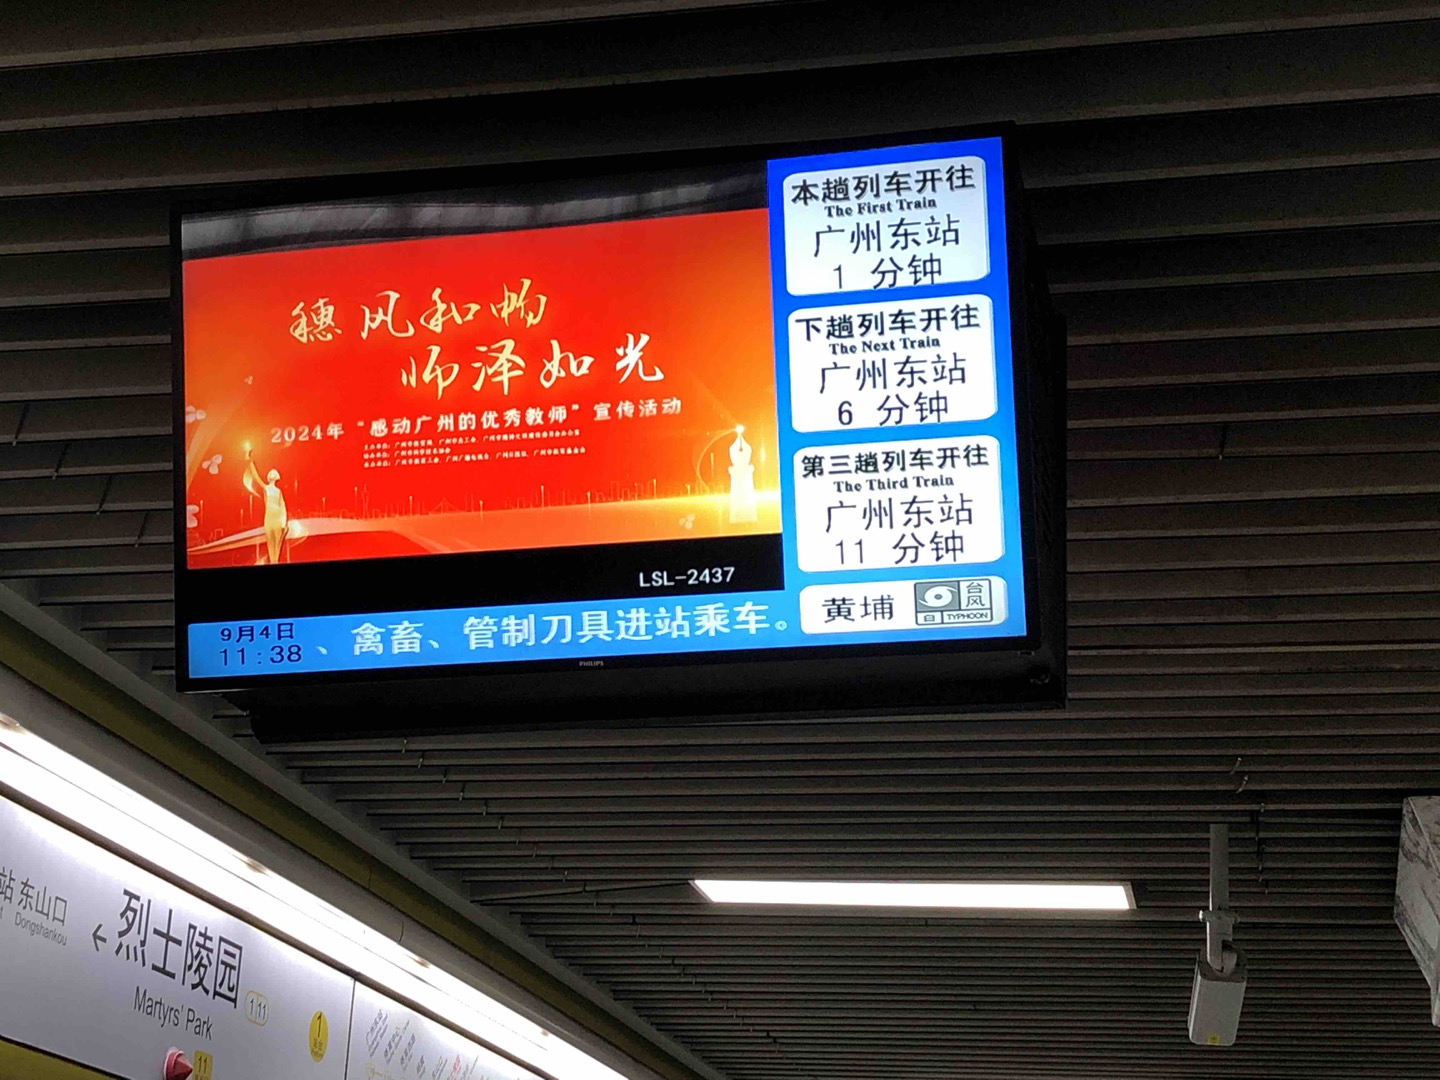 穗风和畅
师泽如光
2024年“感动广州的优秀教师”宣传活动
LSL-2437
本趟列车开往
The First Train
广州东站
1 分钟
下趟列车开往
The Next Train
广州东站
6 分钟
第三趟列车开往
The Third Train
广州东站
11 分钟
黄埔
台风
白 TYPHOON
9月4日
11:38
、禽畜、管制刀具进站乘车。
PHILIPS
站 东山口
Dongshankou
← 烈士陵园
Martyrs' Park
1 11
1
11